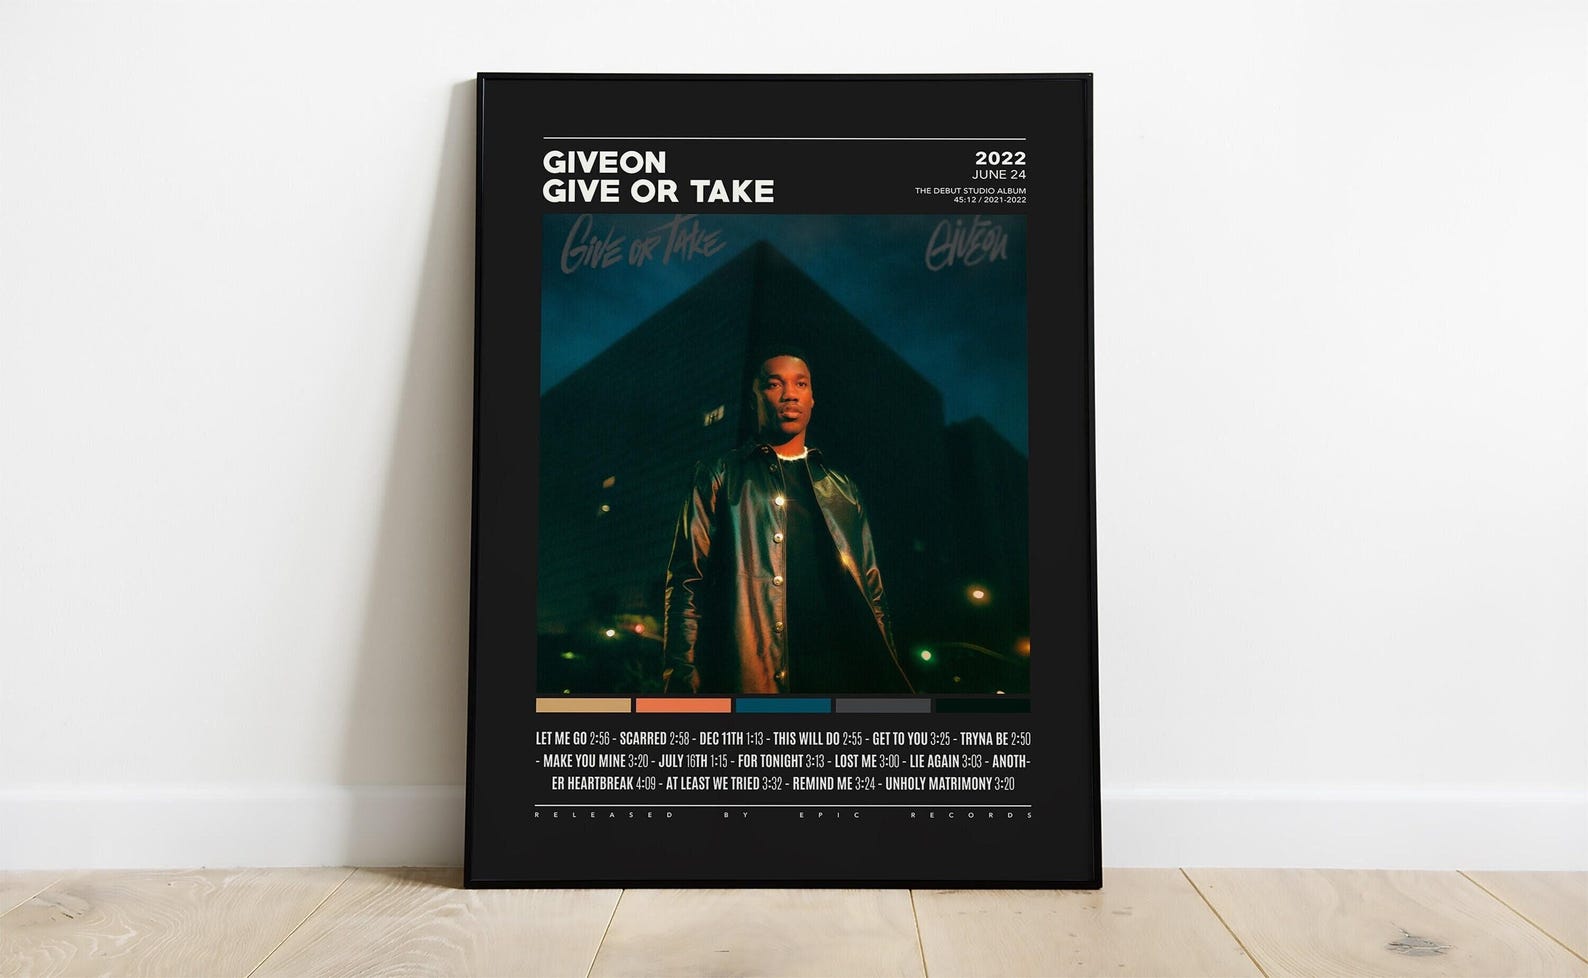 GIVEON
GIVE OR TAKE
2022
JUNE 24
THE DEBUT STUDIO ALBUM
45:12 / 2021-2022
GIVE OR TAKE
GIVEON
LET ME GO 2:56 - SCARRED 2:58 - DEC 11TH 1:13 - THIS WILL DO 2:55 - GET TO YOU 3:25 - TRYNA BE 2:50
- MAKE YOU MINE 3:20 - JULY 16TH 1:15 - FOR TONIGHT 3:13 - LOST ME 3:00 - LIE AGAIN 3:03 - ANOTH-
ER HEARTBREAK 4:09 - AT LEAST WE TRIED 3:32 - REMIND ME 3:24 - UNHOLY MATRIMONY 3:20
RELEASED BY EPIC RECORDS